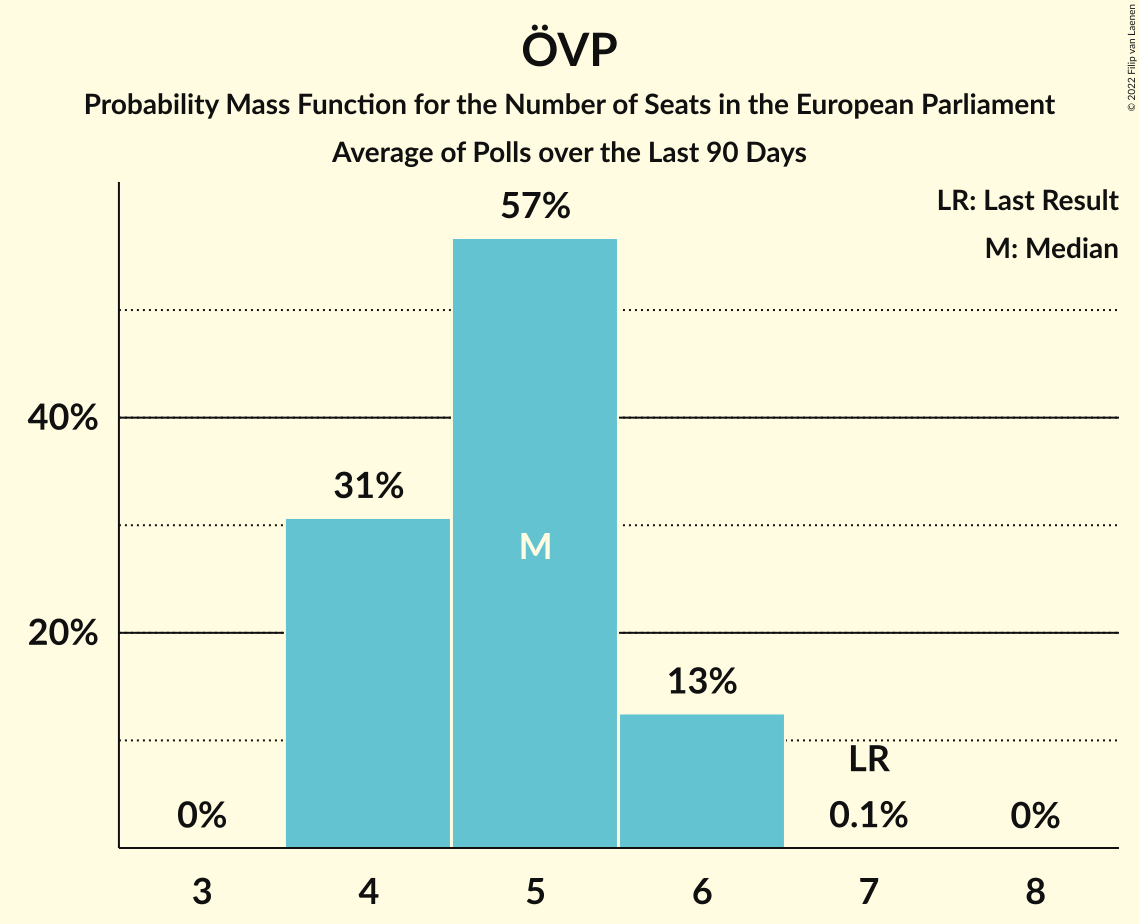 ÖVP
Probability Mass Function for the Number of Seats in the European Parliament
Average of Polls over the Last 90 Days
© 2022 Filip van Laenen
LR: Last Result
M: Median
57%
40%
31%
M
20%
13%
LR
0%
0.1%
0%
3 4 5 6 7 8